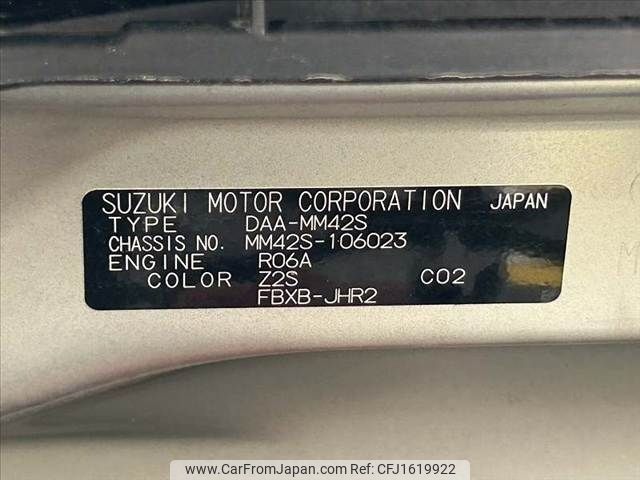 SUZUKI MOTOR CORPORATION JAPAN
TYPE DAA-MM42S
CHASSIS NO. MM42S-106023
ENGINE R06A
COLOR Z2S C02
FBXB-JHR2
www.CarFromJapan.com - CFJ1619922